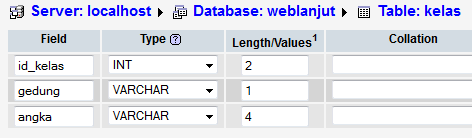 Server: localhost ▸ Database: weblanjut ▸ Table: kelas
Field Type Length/Values1 Collation
id_kelas INT 2
gedung VARCHAR 1
angka VARCHAR 4